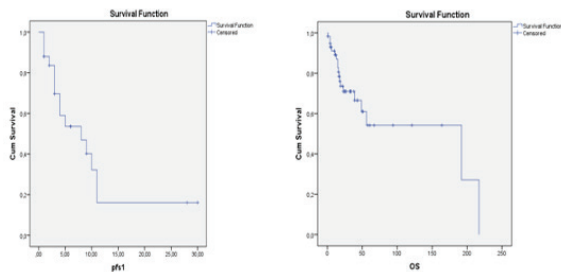 Survival Function
Survival Function
Censored
1,0
0,8
0,6
0,4
0,2
0,0
Cum Survival
,00
5,00
10,00
15,00
20,00
25,00
30,00
pfs1
Survival Function
Survival Function
Censored
1,0
0,8
0,6
0,4
0,2
0,0
Cum Survival
0
50
100
150
200
250
OS